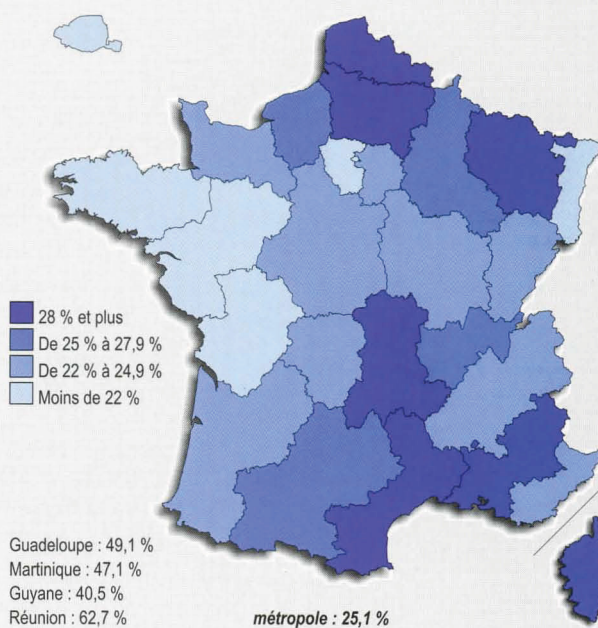 28 % et plus
De 25 % à 27,9 %
De 22 % à 24,9 %
Moins de 22 %
Guadeloupe : 49,1 %
Martinique : 47,1 %
Guyane : 40,5 %
Réunion : 62,7 %
métropole : 25,1 %